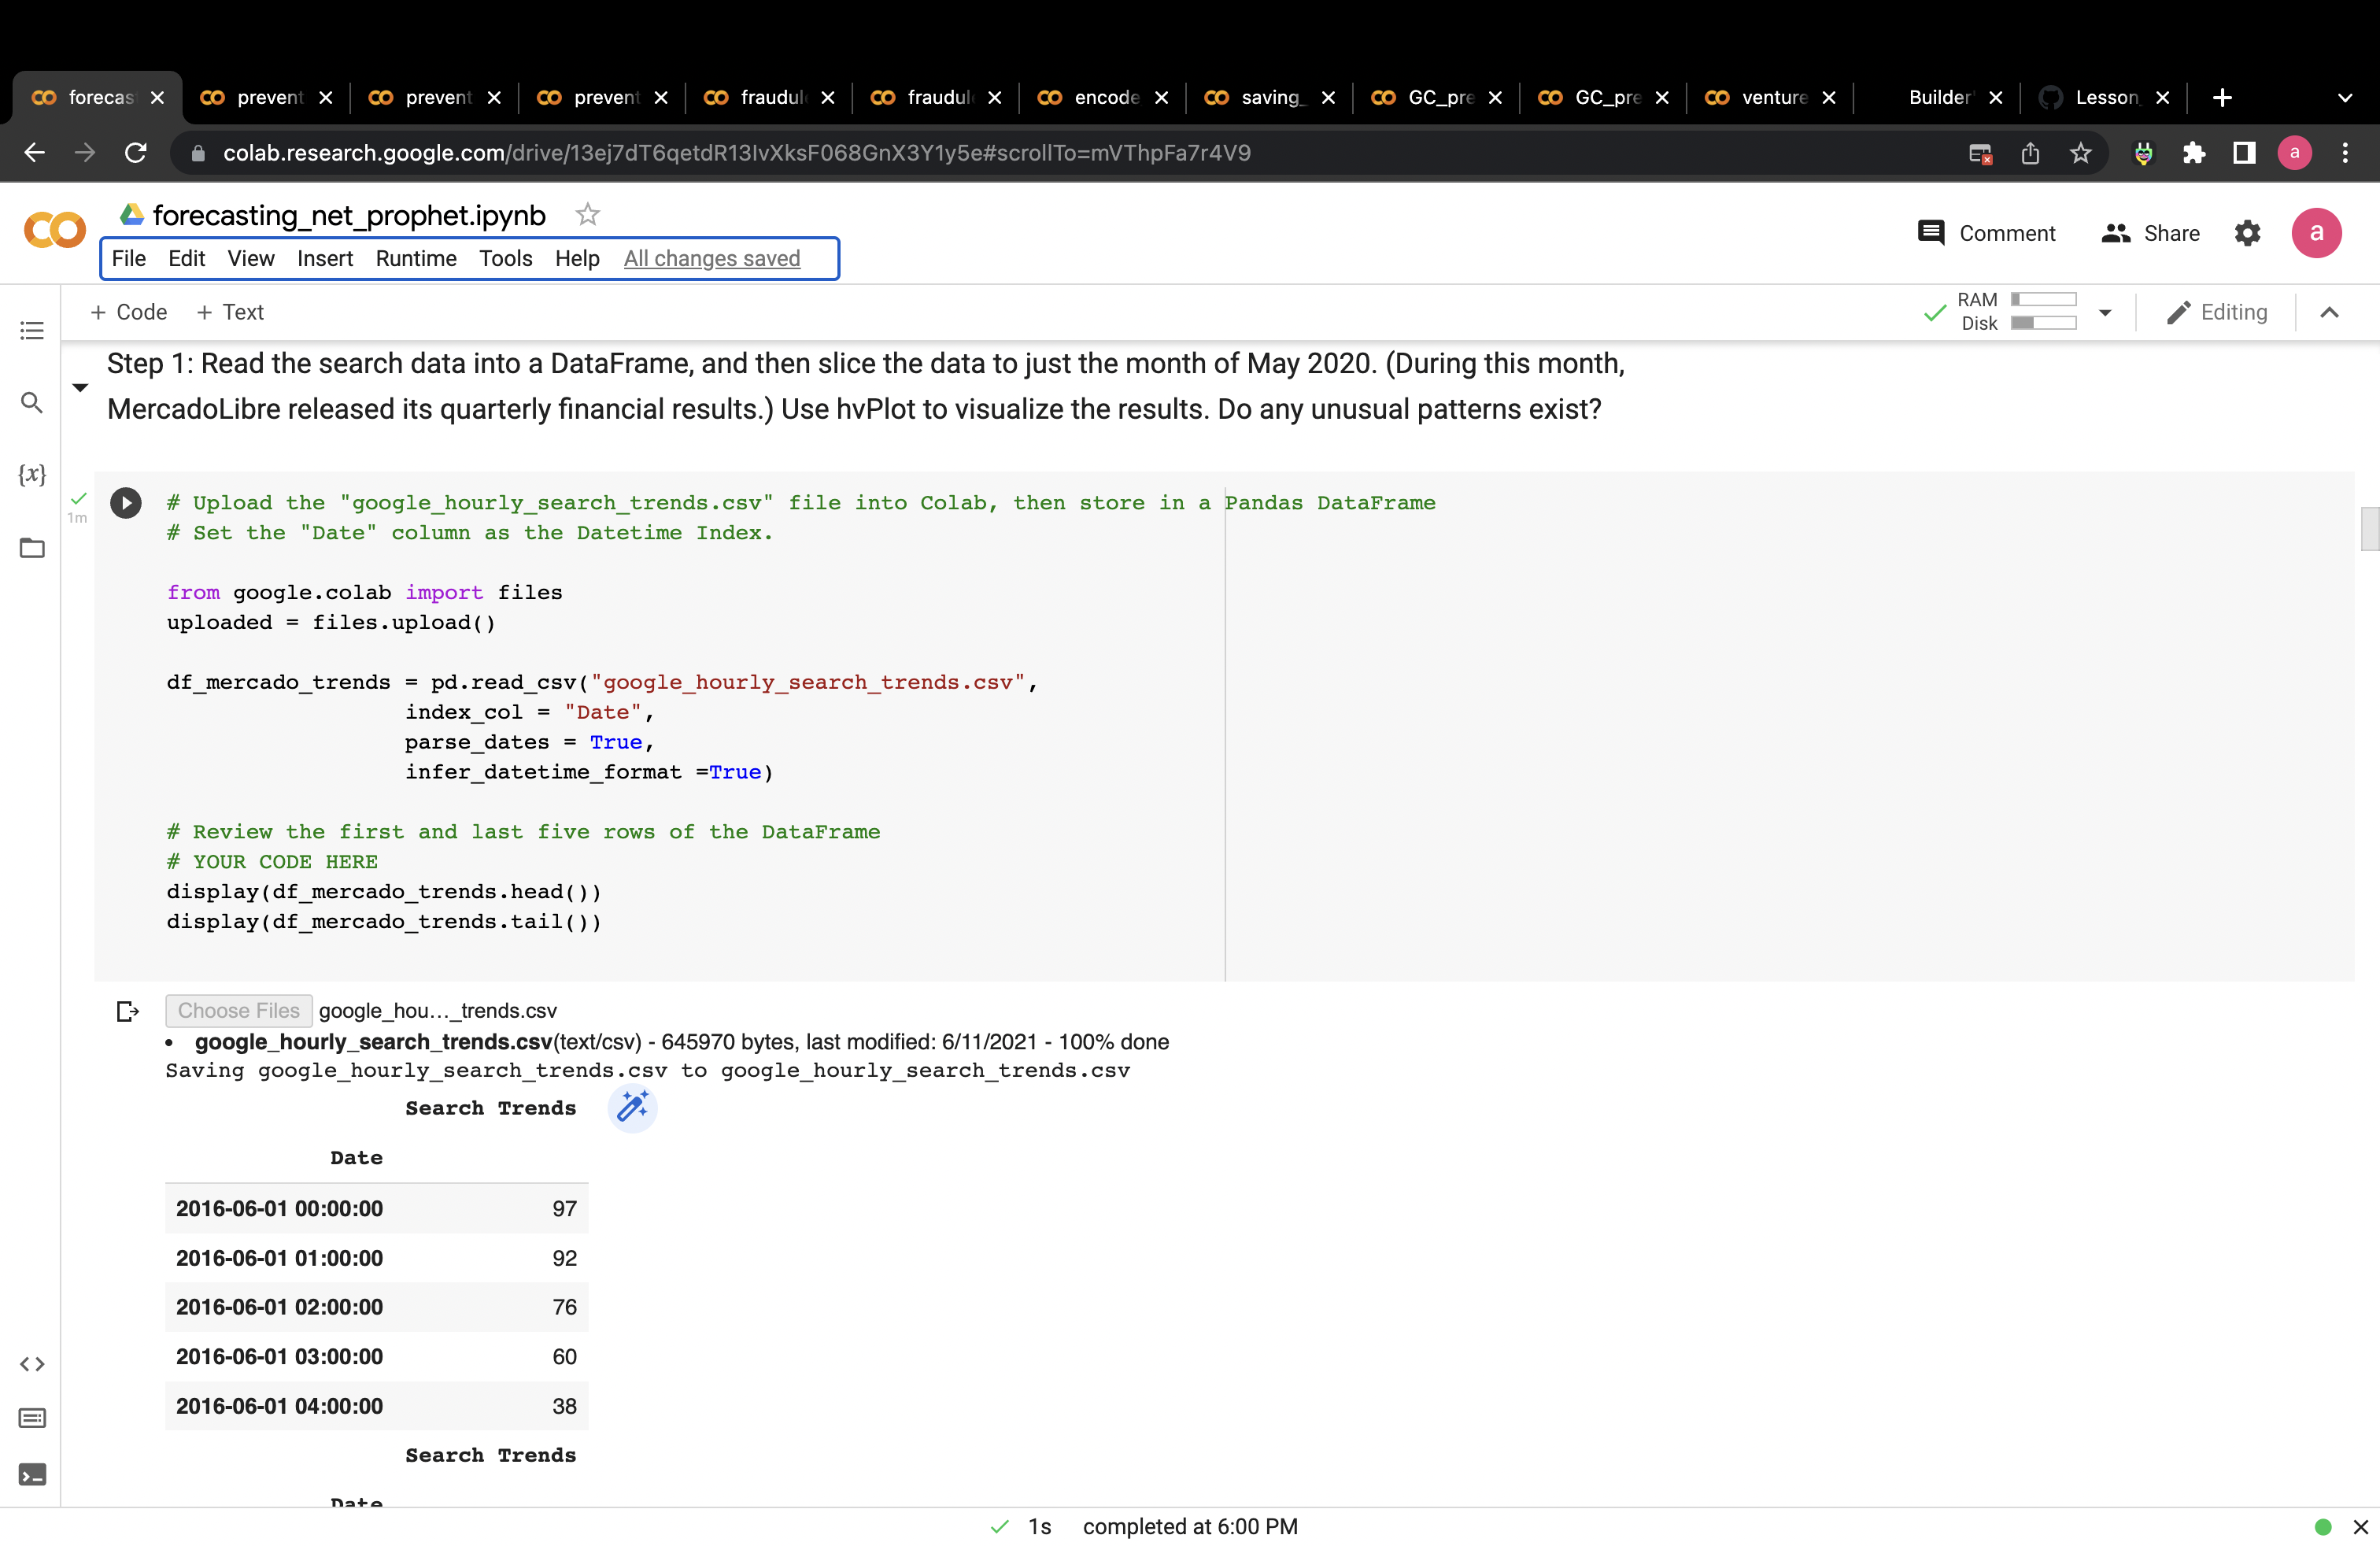 forecas
prevent
prevent
prevent
fraudul
fraudul
encode
saving_
GC_pre
GC_pre
venture
Builder'
Lesson_
colab.research.google.com/drive/13ej7dT6qetdR13IvXksF068GnX3Y1y5e#scrollTo=mVThpFa7r4V9
a
forecasting_net_prophet.ipynb
File Edit View Insert Runtime Tools Help All changes saved
Comment
Share
a
+ Code + Text
RAM
Disk
Editing
Step 1: Read the search data into a DataFrame, and then slice the data to just the month of May 2020. (During this month,
MercadoLibre released its quarterly financial results.) Use hvPlot to visualize the results. Do any unusual patterns exist?
{x}
1m
# Upload the "google_hourly_search_trends.csv" file into Colab, then store in a Pandas DataFrame
# Set the "Date" column as the Datetime Index.
from google.colab import files
uploaded = files.upload()
df_mercado_trends = pd.read_csv("google_hourly_search_trends.csv",
index_col = "Date",
parse_dates = True,
infer_datetime_format =True)
# Review the first and last five rows of the DataFrame
# YOUR CODE HERE
display(df_mercado_trends.head())
display(df_mercado_trends.tail())
Choose Files google_hou..._trends.csv
• google_hourly_search_trends.csv(text/csv) - 645970 bytes, last modified: 6/11/2021 - 100% done
Saving google_hourly_search_trends.csv to google_hourly_search_trends.csv
Search Trends
Date
2016-06-01 00:00:00 97
2016-06-01 01:00:00 92
2016-06-01 02:00:00 76
2016-06-01 03:00:00 60
2016-06-01 04:00:00 38
Search Trends
Date
1s completed at 6:00 PM